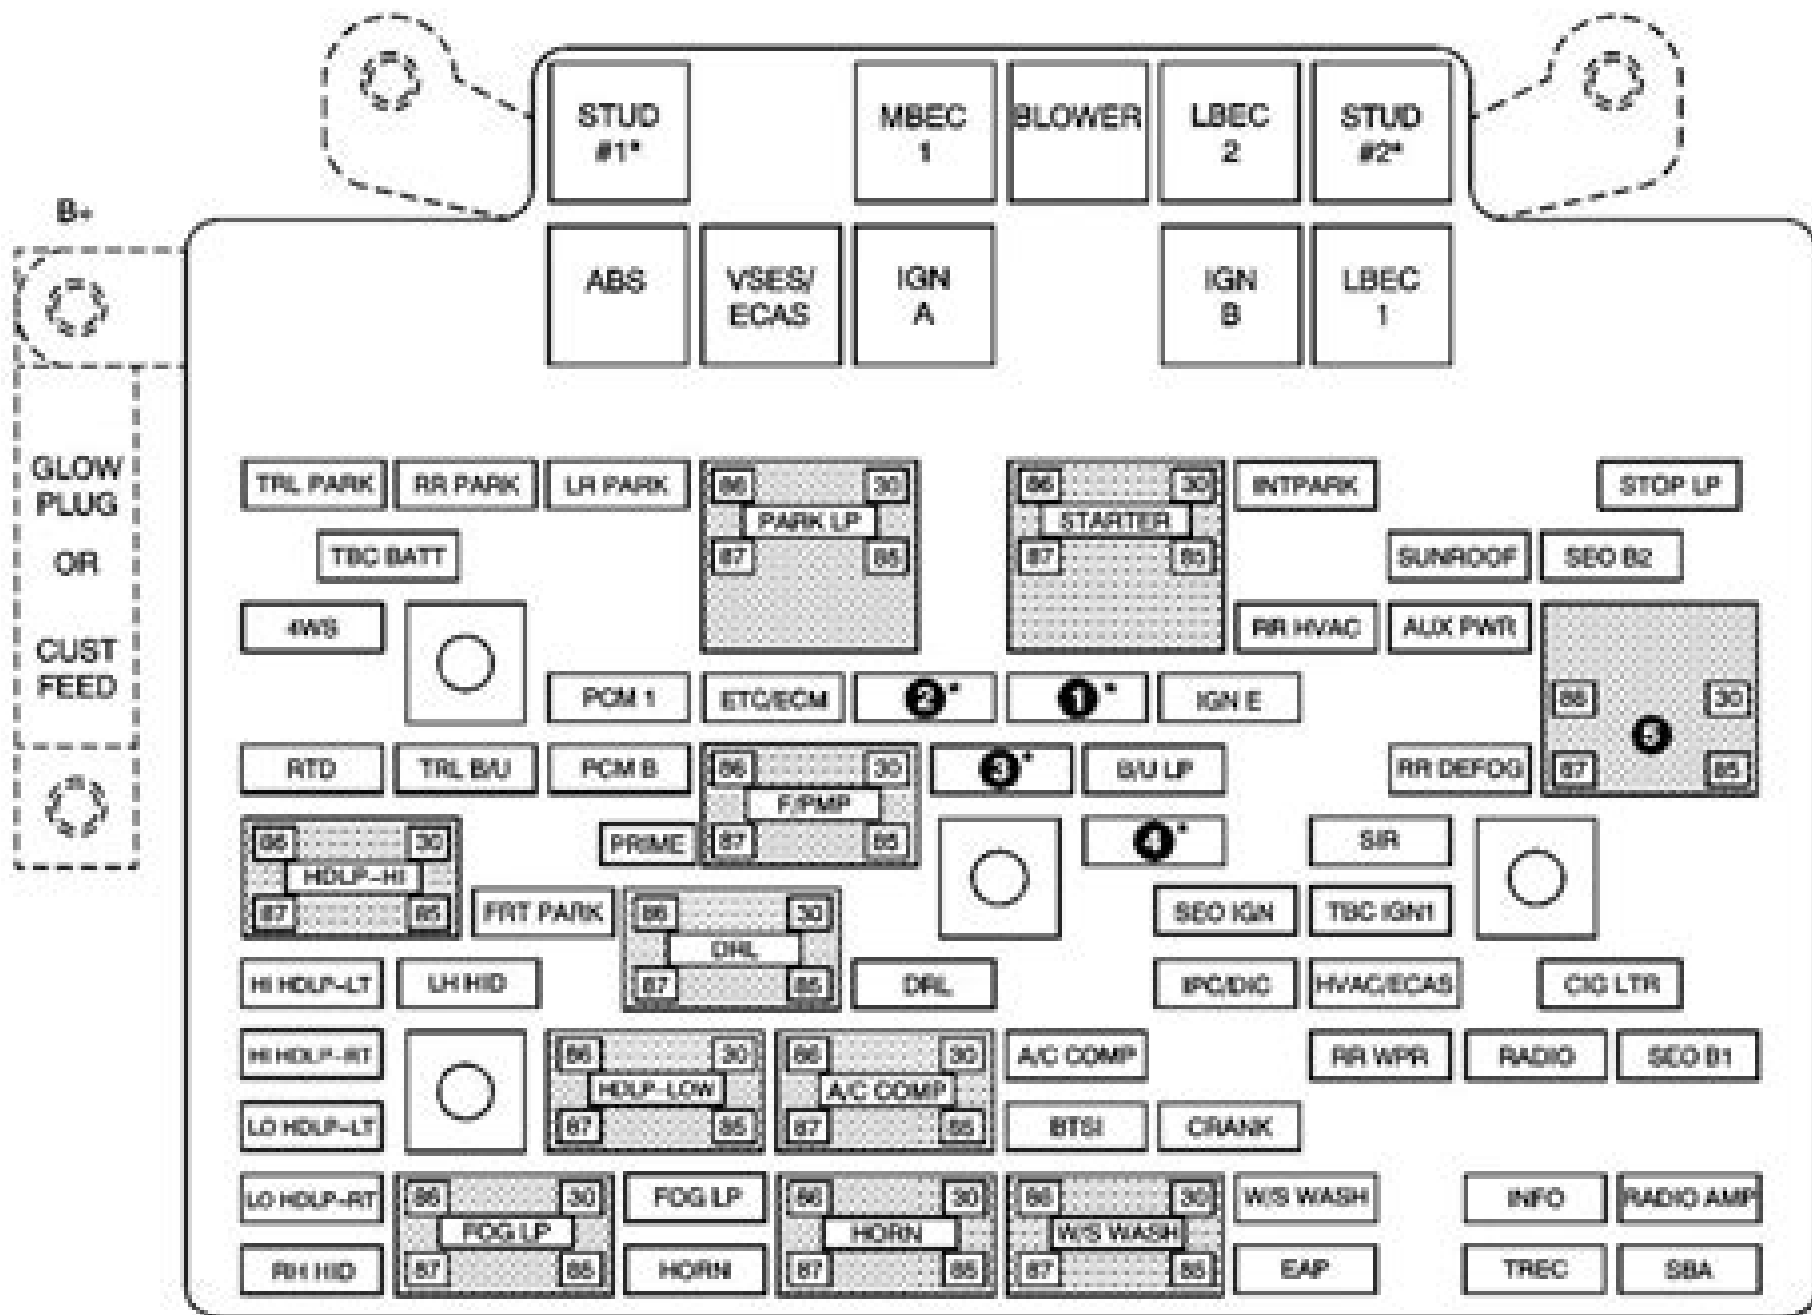 STUD #1*
MBEC 1
BLOWER
LBEC 2
STUD #2*
B+
ABS
VSES/ ECAS
IGN A
IGN B
LBEC 1
GLOW PLUG OR CUST FEED
TRL PARK
RR PARK
LR PARK
86 30
PARK LP
87 85
86 30
STARTER
87 85
INTPARK
STOP LP
TBC BATT
SUNROOF
SEO B2
4WS
RR HVAC
AUX PWR
PCM 1
ETC/ECM
2*
1*
IGN E
86 30
5
87 85
RTD
TRL B/U
PCM B
86 30
F/PMP
87 85
3*
B/U LP
RR DEFOG
86 30
HDLP-HI
87 85
PRIME
4*
SIR
FRT PARK
86 30
DRL
87 85
SEO IGN
TBC IGN1
HI HDLP-LT
LH HID
DRL
IPC/DIC
HVAC/ECAS
CIG LTR
HI HDLP-RT
86 30
HDLP-LOW
87 85
86 30
A/C COMP
87 85
A/C COMP
RR WPR
RADIO
SEO B1
LO HDLP-LT
BTSI
CRANK
LO HDLP-RT
86 30
FOG LP
87 85
FOG LP
86 30
HORN
87 85
86 30
W/S WASH
87 85
W/S WASH
INFO
RADIO AMP
RH HID
HORN
EAP
TREC
SBA